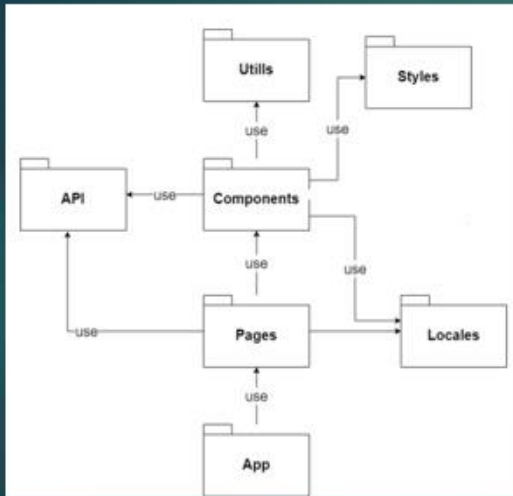 Utills
Styles
use
use
API
use
Components
use
use
use
Pages
Locales
use
App